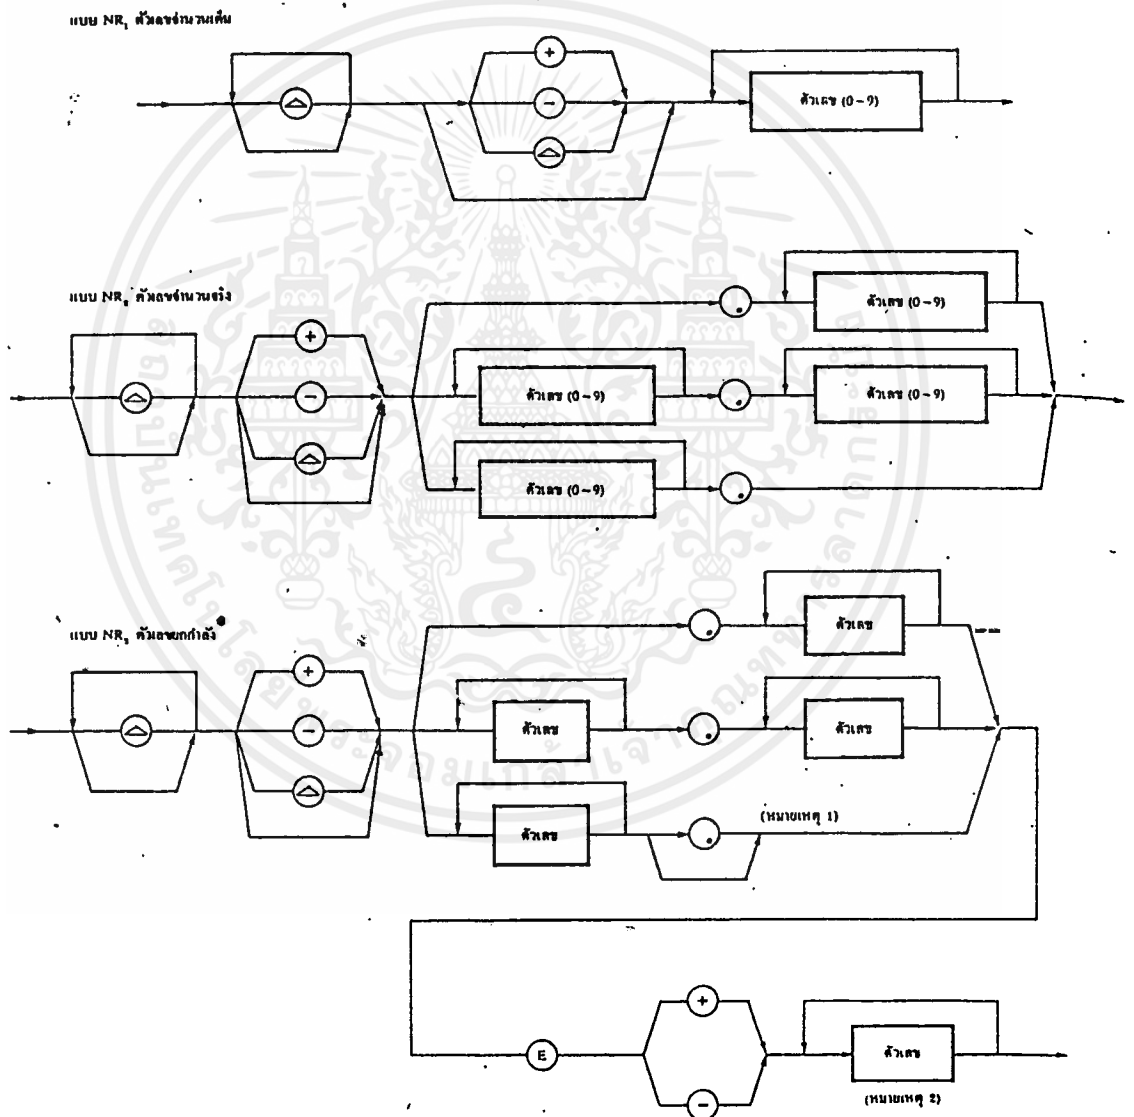 แบบ NR₁ ตัวเลขจำนวนเต็ม
+
−
△
△
ตัวเลข (0~9)
แบบ NR₂ ตัวเลขจำนวนจริง
.
ตัวเลข (0~9)
+
△
−
ตัวเลข (0~9)
.
ตัวเลข (0~9)
△
ตัวเลข (0~9)
.
แบบ NR₃ ตัวเลขยกกำลัง
.
ตัวเลข
+
△
−
ตัวเลข
.
ตัวเลข
△
ตัวเลข
.
(หมายเหตุ 1)
+
E
ตัวเลข
−
(หมายเหตุ 2)